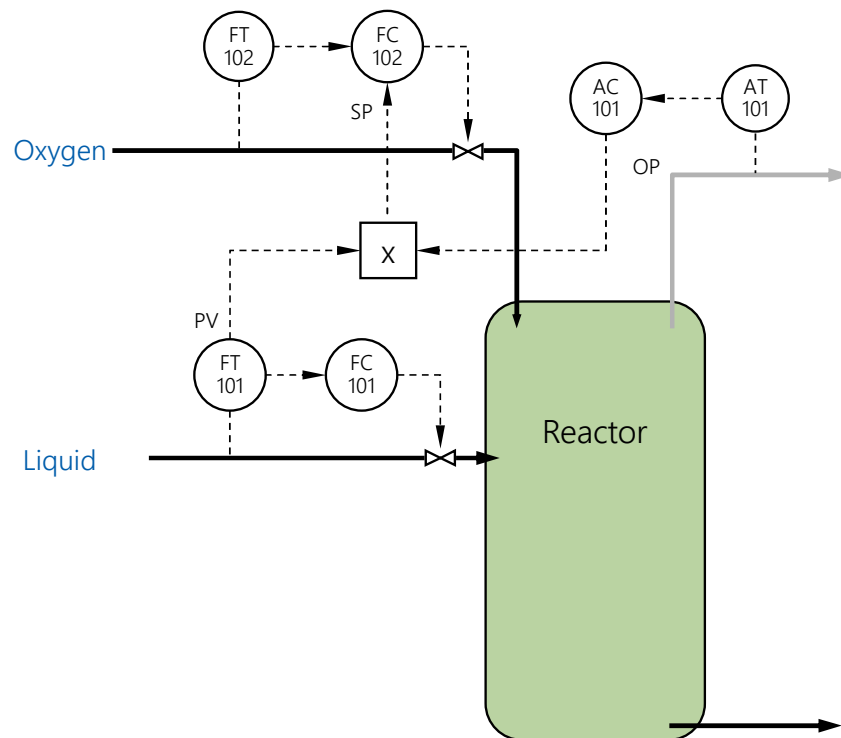 FT
102
FC
102
AC
101
AT
101
SP
Oxygen
OP
X
PV
FT
101
FC
101
Reactor
Liquid